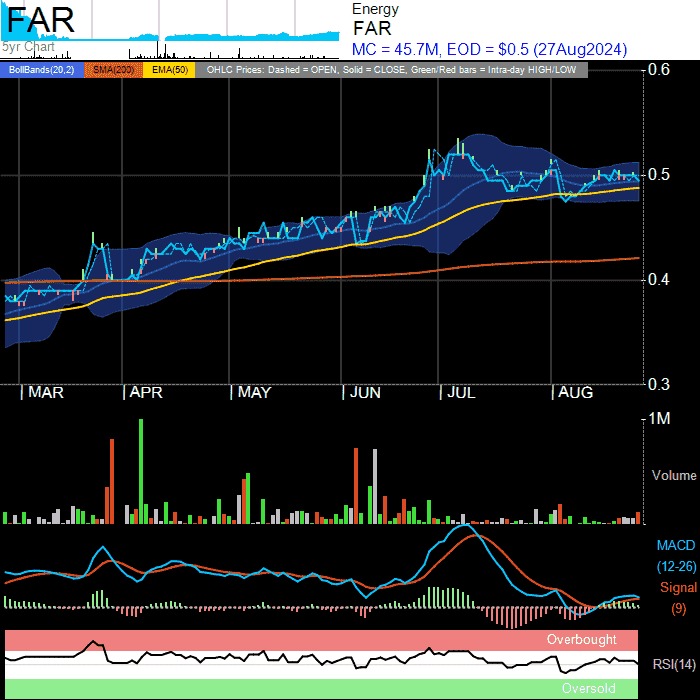 FAR
5yr Chart
Energy
FAR
MC = 45.7M, EOD = $0.5 (27Aug2024)
BollBands(20,2) SMA(200) EMA(50) OHLC Prices: Dashed = OPEN, Solid = CLOSE, Green/Red bars = Intra-day HIGH/LOW
0.6
0.5
0.4
0.3
MAR APR MAY JUN JUL AUG
1M
Volume
MACD
(12-26)
Signal
(9)
Overbought
RSI(14)
Oversold